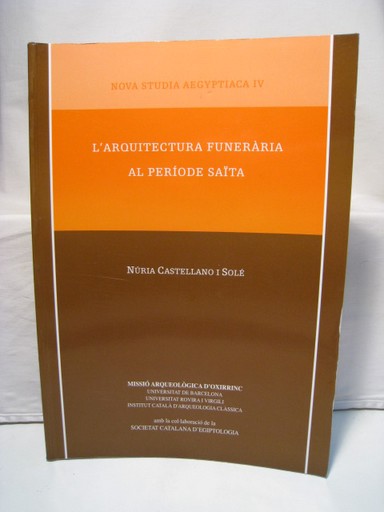 NOVA STUDIA AEGYPTIACA IV
L'ARQUITECTURA FUNERÀRIA
AL PERÍODE SAÏTA
NÚRIA CASTELLANO I SOLÉ
MISSIÓ ARQUEOLÒGICA D'OXIRRINC
UNIVERSITAT DE BARCELONA
UNIVERSITAT ROVIRA I VIRGILI
INSTITUT CATALÀ D'ARQUEOLOGIA CLÀSSICA
amb la col·laboració de la
SOCIETAT CATALANA D'EGIPTOLOGIA